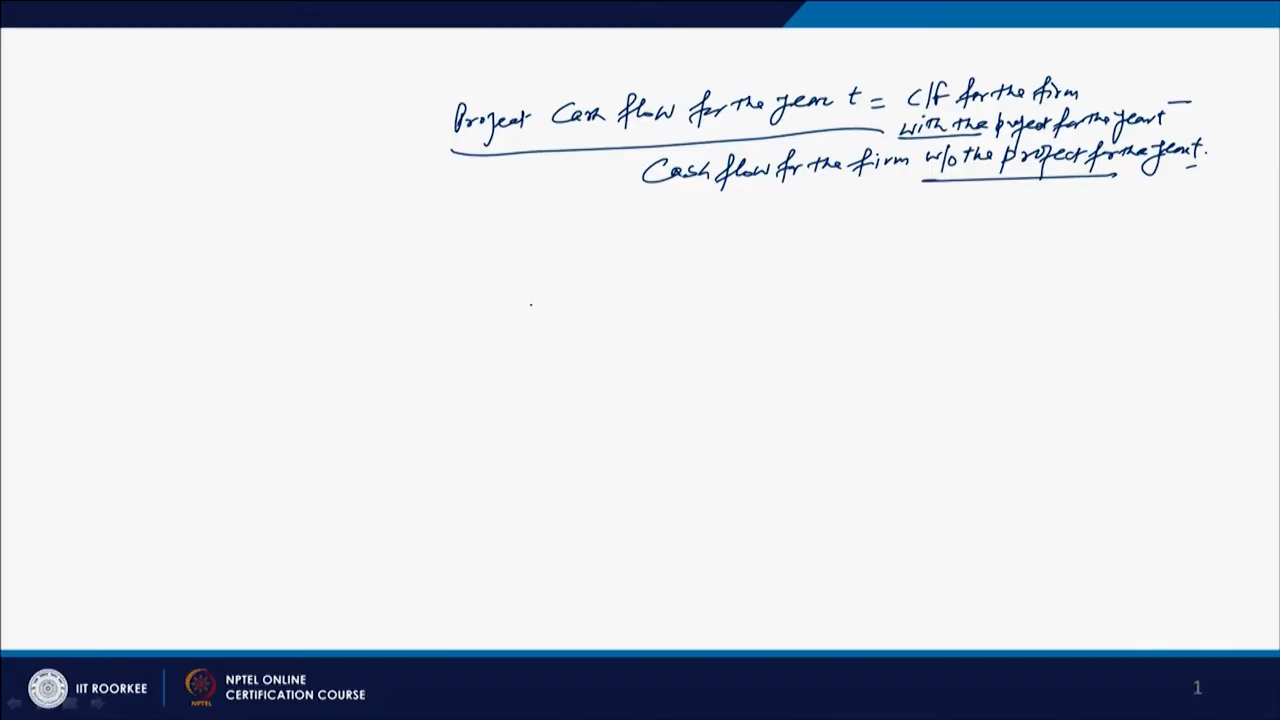 Project Cash flow for the year t = C/F for the firm
with the project for the year t –
Cash flow for the firm w/o the project for the year t.
IIT ROORKEE
NPTEL ONLINE
CERTIFICATION COURSE
1